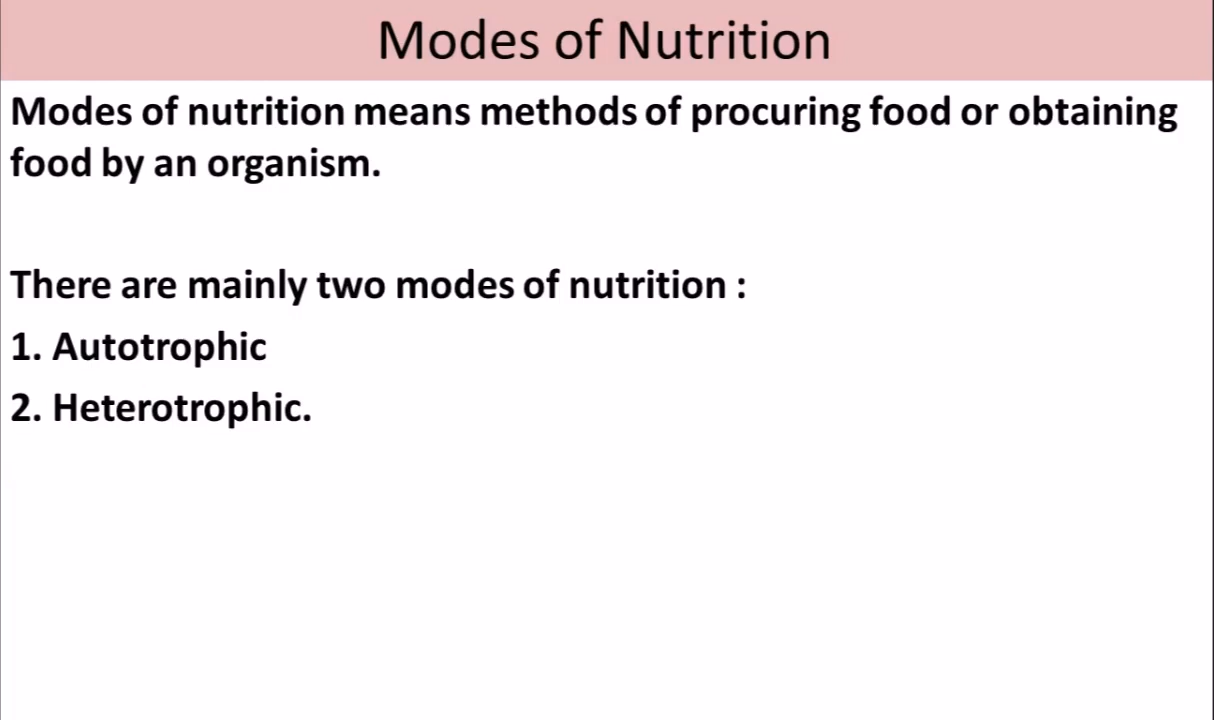 Modes of Nutrition
Modes of nutrition means methods of procuring food or obtaining
food by an organism.
There are mainly two modes of nutrition :
1. Autotrophic
2. Heterotrophic.